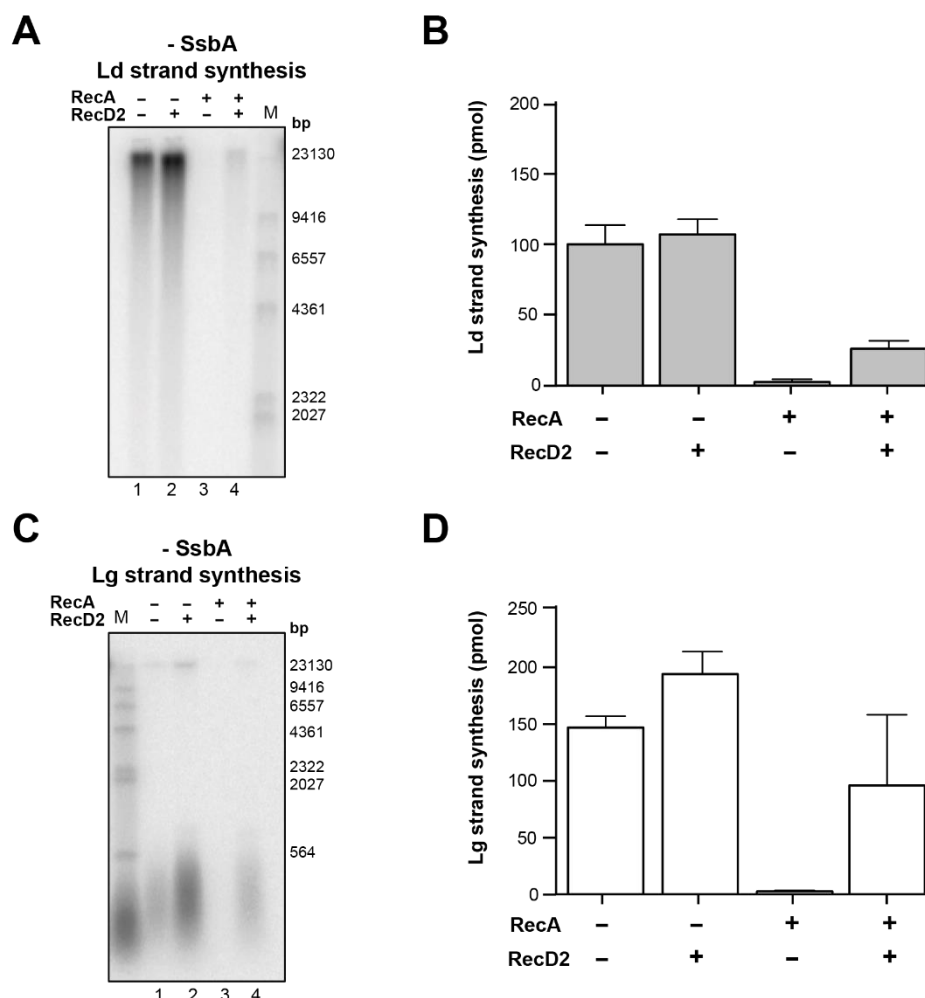 A
- SsbA
Ld strand synthesis
RecA – – + +
RecD2 – + – + M
bp
23130
9416
6557
4361
2322
2027
1 2 3 4
B
Ld strand synthesis (pmol)
200
150
100
50
0
RecA – – + +
RecD2 – + – +
C
- SsbA
Lg strand synthesis
RecA – – + +
RecD2 M – + – +
bp
23130
9416
6557
4361
2322
2027
564
1 2 3 4
D
Lg strand synthesis (pmol)
250
200
150
100
50
0
RecA – – + +
RecD2 – + – +